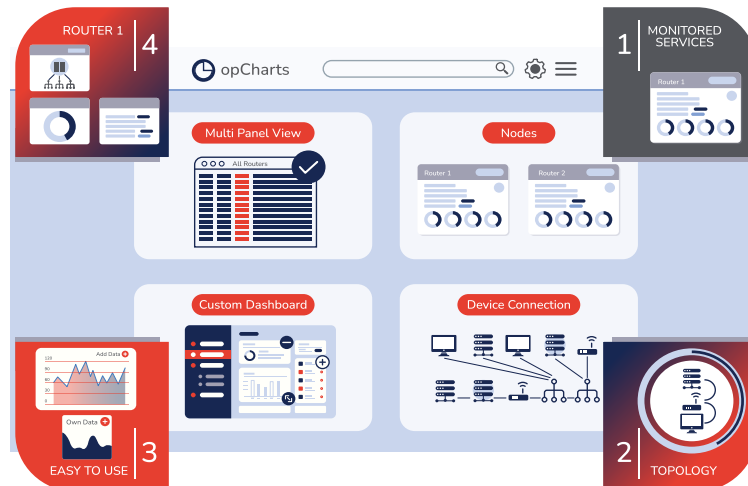 ROUTER 1
4
opCharts
1
MONITORED
SERVICES
Router 1
Multi Panel View
All Routers
Nodes
Router 1
Router 2
Custom Dashboard
Device Connection
Add Data
120
90
60
30
0
Own Data
EASY TO USE
3
2
TOPOLOGY